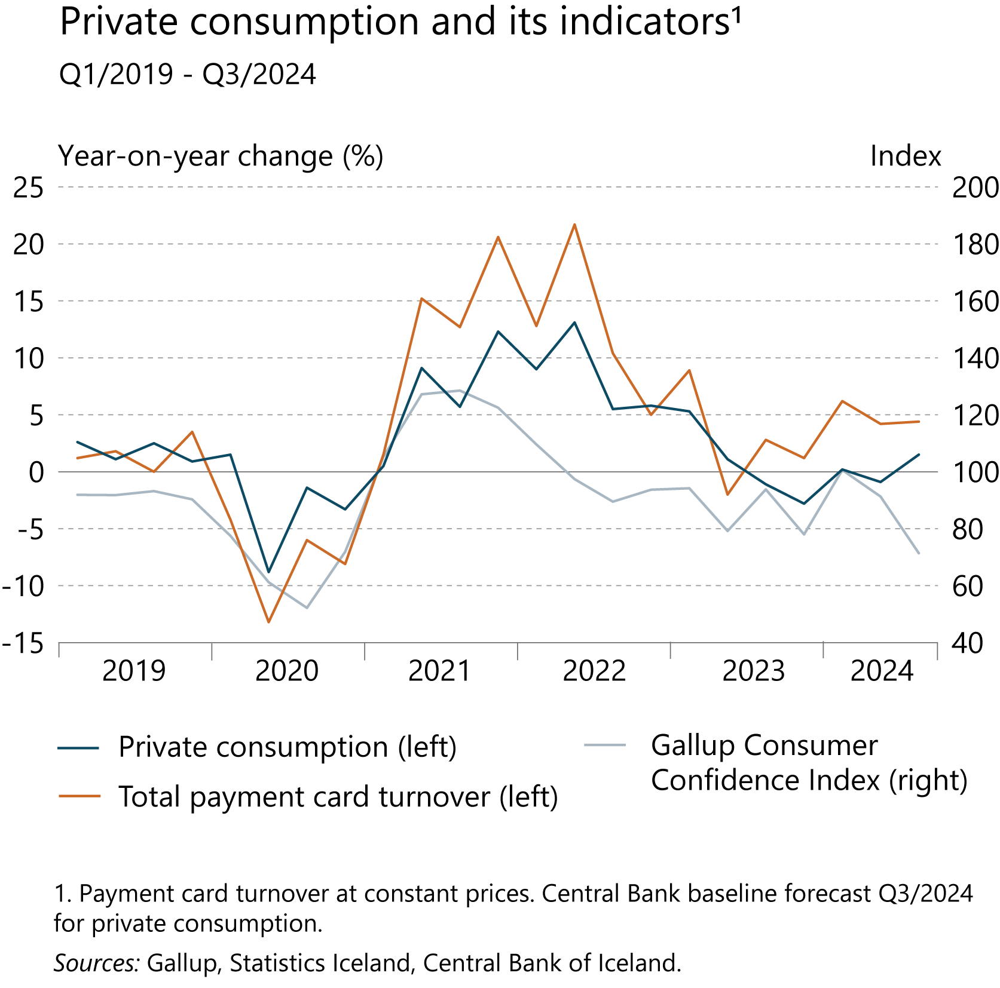 Private consumption and its indicators¹
Q1/2019 - Q3/2024
Year-on-year change (%)
Index
25
200
20
180
15
160
10
140
5
120
0
100
-5
80
-10
60
-15
40
2019
2020
2021
2022
2023
2024
Private consumption (left)
Total payment card turnover (left)
Gallup Consumer
Confidence Index (right)
1. Payment card turnover at constant prices. Central Bank baseline forecast Q3/2024
for private consumption.
Sources: Gallup, Statistics Iceland, Central Bank of Iceland.